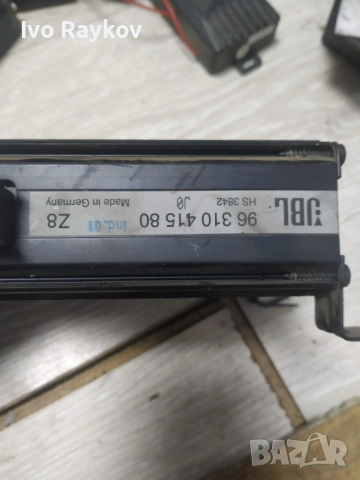 Ivo Raykov
JBL
HS 3842
96 310 415 80
J0
ind. 01
Made in Germany
Z8
BAZAR